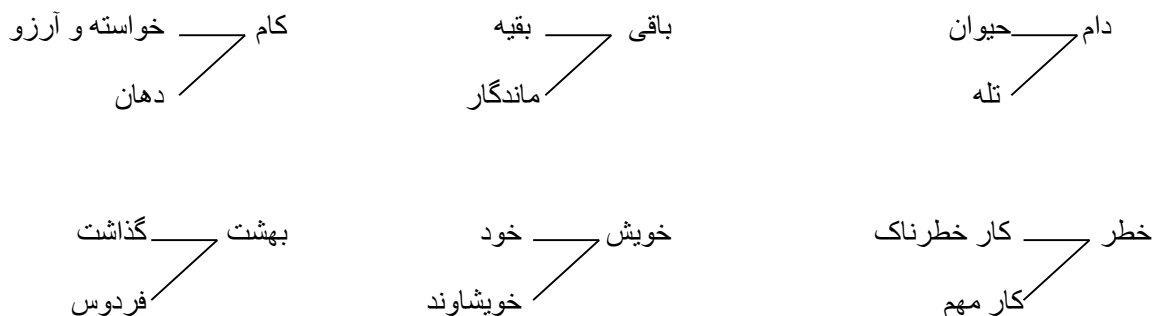 دام حیوان باقی بقیه کام خواسته و آرزو
تله ماندگار دهان
خطر کار خطرناک خویش خود بهشت گذاشت
کار مهم خویشاوند فردوس